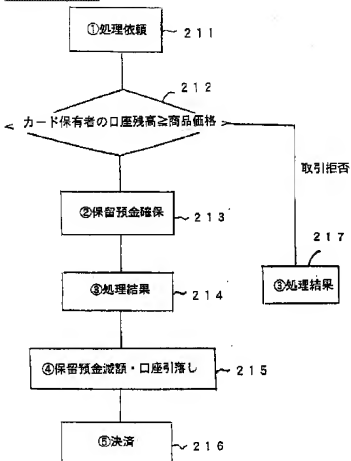 ①処理依頼
211
212
カード保有者の口座残高≧商品価格
取引拒否
②保留預金確保
213
217
③処理結果
③処理結果
214
④保留預金減額・口座引落し
215
⑤決済
216